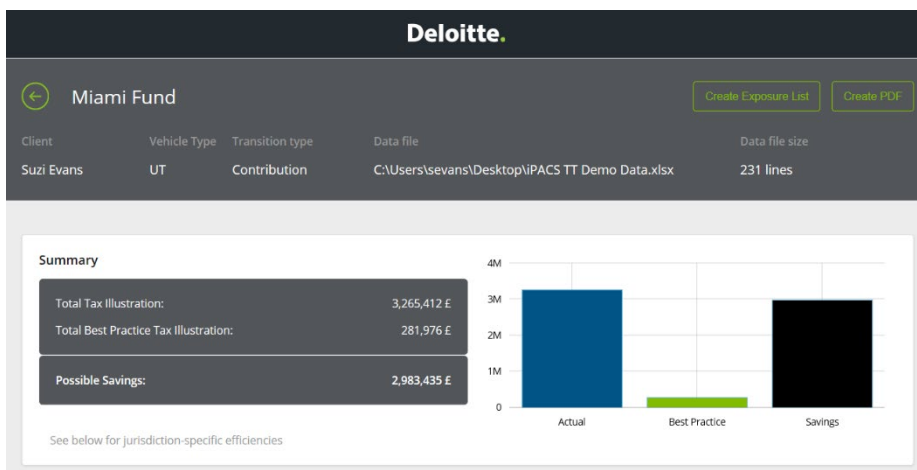 Deloitte.
Miami Fund
Create Exposure List
Create PDF
Client Vehicle Type Transition type Data file Data file size
Suzi Evans UT Contribution C:\Users\sevans\Desktop\iPACS TT Demo Data.xlsx 231 lines
Summary
Total Tax Illustration: 3,265,412 £
Total Best Practice Tax Illustration: 281,976 £
Possible Savings: 2,983,435 £
See below for jurisdiction-specific efficiencies
4M
3M
2M
1M
0
Actual Best Practice Savings